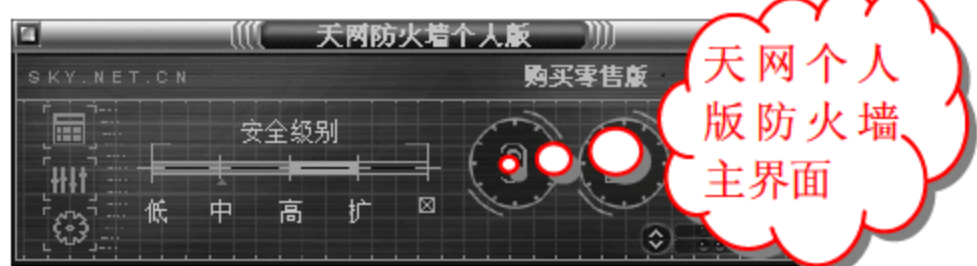 天网防火墙个人版
SKY.NET.CN
购买零售版
安全级别
低 中 高 扩
天网个人
版防火墙
主界面